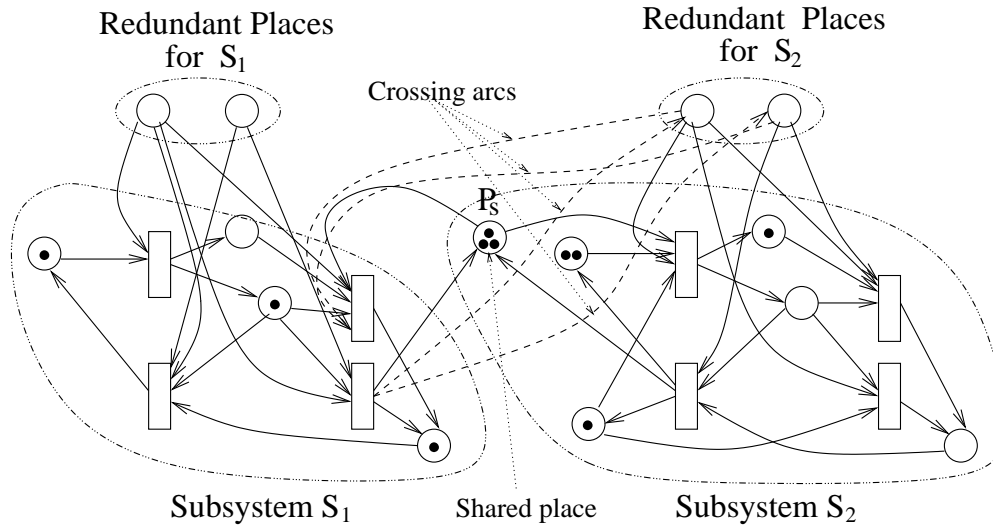 Redundant Places
for S1
Redundant Places
for S2
Crossing arcs
Ps
Subsystem S1
Shared place
Subsystem S2